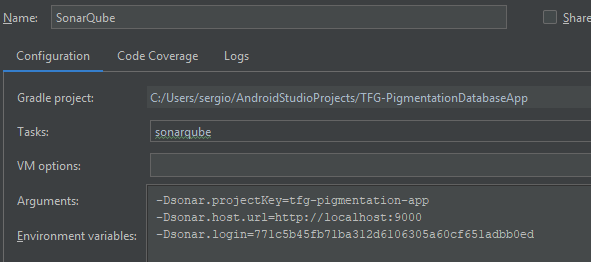 Name: SonarQube Share
Configuration Code Coverage Logs
Gradle project: C:/Users/sergio/AndroidStudioProjects/TFG-PigmentationDatabaseApp
Tasks: sonarqube
VM options:
Arguments: -Dsonar.projectKey=tfg-pigmentation-app
-Dsonar.host.url=http://localhost:9000
Environment variables: -Dsonar.login=771c5b45fb71ba312d6106305a60cf651adbb0ed